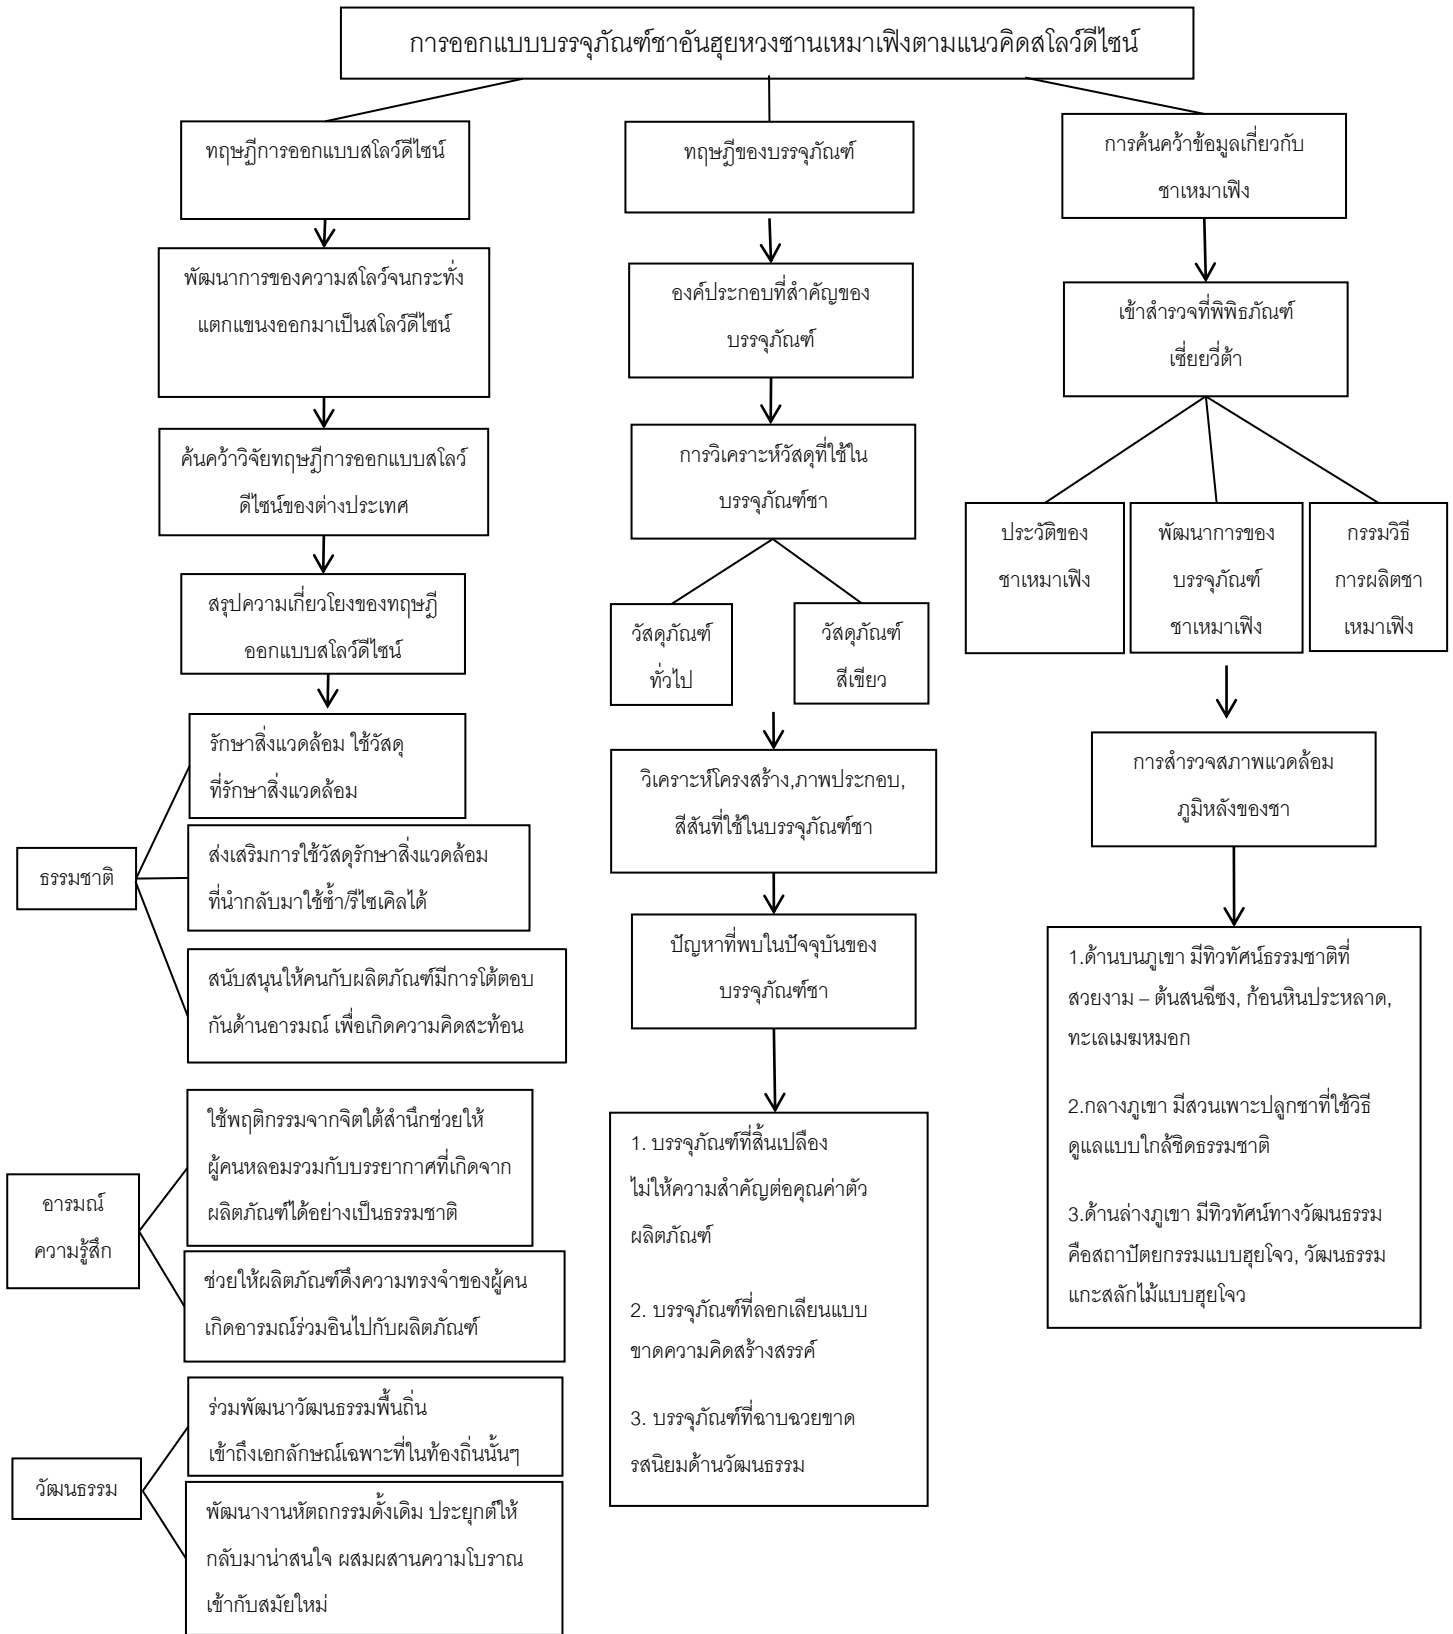 การออกแบบบรรจุภัณฑ์ชาอันฮุยหวงซานเหมาเฟิงตามแนวคิดสโลว์ดีไซน์
ทฤษฏีการออกแบบสโลว์ดีไซน์
พัฒนาการของความสโลว์จนกระทั่ง
แตกแขนงออกมาเป็นสโลว์ดีไซน์
ค้นคว้าวิจัยทฤษฎีการออกแบบสโลว์
ดีไซน์ของต่างประเทศ
สรุปความเกี่ยวโยงของทฤษฎี
ออกแบบสโลว์ดีไซน์
ธรรมชาติ
รักษาสิ่งแวดล้อม ใช้วัสดุ
ที่รักษาสิ่งแวดล้อม
ส่งเสริมการใช้วัสดุรักษาสิ่งแวดล้อม
ที่นำกลับมาใช้ซ้ำ/รีไซเคิลได้
สนับสนุนให้คนกับผลิตภัณฑ์มีการโต้ตอบ
กันด้านอารมณ์ เพื่อเกิดความคิดสะท้อน
อารมณ์
ความรู้สึก
ใช้พฤติกรรมจากจิตใต้สำนึกช่วยให้
ผู้คนหลอมรวมกับบรรยากาศที่เกิดจาก
ผลิตภัณฑ์ได้อย่างเป็นธรรมชาติ
ช่วยให้ผลิตภัณฑ์ดึงความทรงจำของผู้คน
เกิดอารมณ์ร่วมอินไปกับผลิตภัณฑ์
วัฒนธรรม
ร่วมพัฒนาวัฒนธรรมพื้นถิ่น
เข้าถึงเอกลักษณ์เฉพาะที่ในท้องถิ่นนั้นๆ
พัฒนางานหัตถกรรมดั้งเดิม ประยุกต์ให้
กลับมาน่าสนใจ ผสมผสานความโบราณ
เข้ากับสมัยใหม่
ทฤษฎีของบรรจุภัณฑ์
องค์ประกอบที่สำคัญของ
บรรจุภัณฑ์
การวิเคราะห์วัสดุที่ใช้ใน
บรรจุภัณฑ์ชา
วัสดุภัณฑ์
ทั่วไป
วัสดุภัณฑ์
สีเขียว
วิเคราะห์โครงสร้าง,ภาพประกอบ,
สีสันที่ใช้ในบรรจุภัณฑ์ชา
ปัญหาที่พบในปัจจุบันของ
บรรจุภัณฑ์ชา
1. บรรจุภัณฑ์ที่สิ้นเปลือง
ไม่ให้ความสำคัญต่อคุณค่าตัว
ผลิตภัณฑ์
2. บรรจุภัณฑ์ที่ลอกเลียนแบบ
ขาดความคิดสร้างสรรค์
3. บรรจุภัณฑ์ที่ฉาบฉวยขาด
รสนิยมด้านวัฒนธรรม
การค้นคว้าข้อมูลเกี่ยวกับ
ชาเหมาเฟิง
เข้าสำรวจที่พิพิธภัณฑ์
เซี่ยยวี่ต้า
ประวัติของ
ชาเหมาเฟิง
พัฒนาการของ
บรรจุภัณฑ์
ชาเหมาเฟิง
กรรมวิธี
การผลิตชา
เหมาเฟิง
การสำรวจสภาพแวดล้อม
ภูมิหลังของชา
1.ด้านบนภูเขา มีทิวทัศน์ธรรมชาติที่
สวยงาม – ต้นสนฉีซง, ก้อนหินประหลาด,
ทะเลเมฆหมอก
2.กลางภูเขา มีสวนเพาะปลูกชาที่ใช้วิธี
ดูแลแบบใกล้ชิดธรรมชาติ
3.ด้านล่างภูเขา มีทิวทัศน์ทางวัฒนธรรม
คือสถาปัตยกรรมแบบฮุยโจว, วัฒนธรรม
แกะสลักไม้แบบฮุยโจว